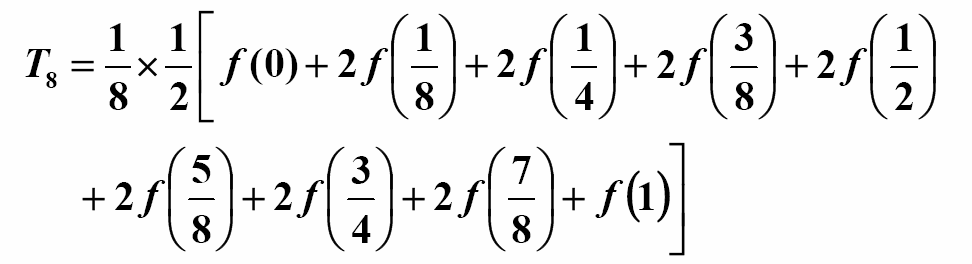 T₈ = 1/8 × 1/2 [ f(0) + 2f(1/8) + 2f(1/4) + 2f(3/8) + 2f(1/2)
+ 2f(5/8) + 2f(3/4) + 2f(7/8) + f(1) ]